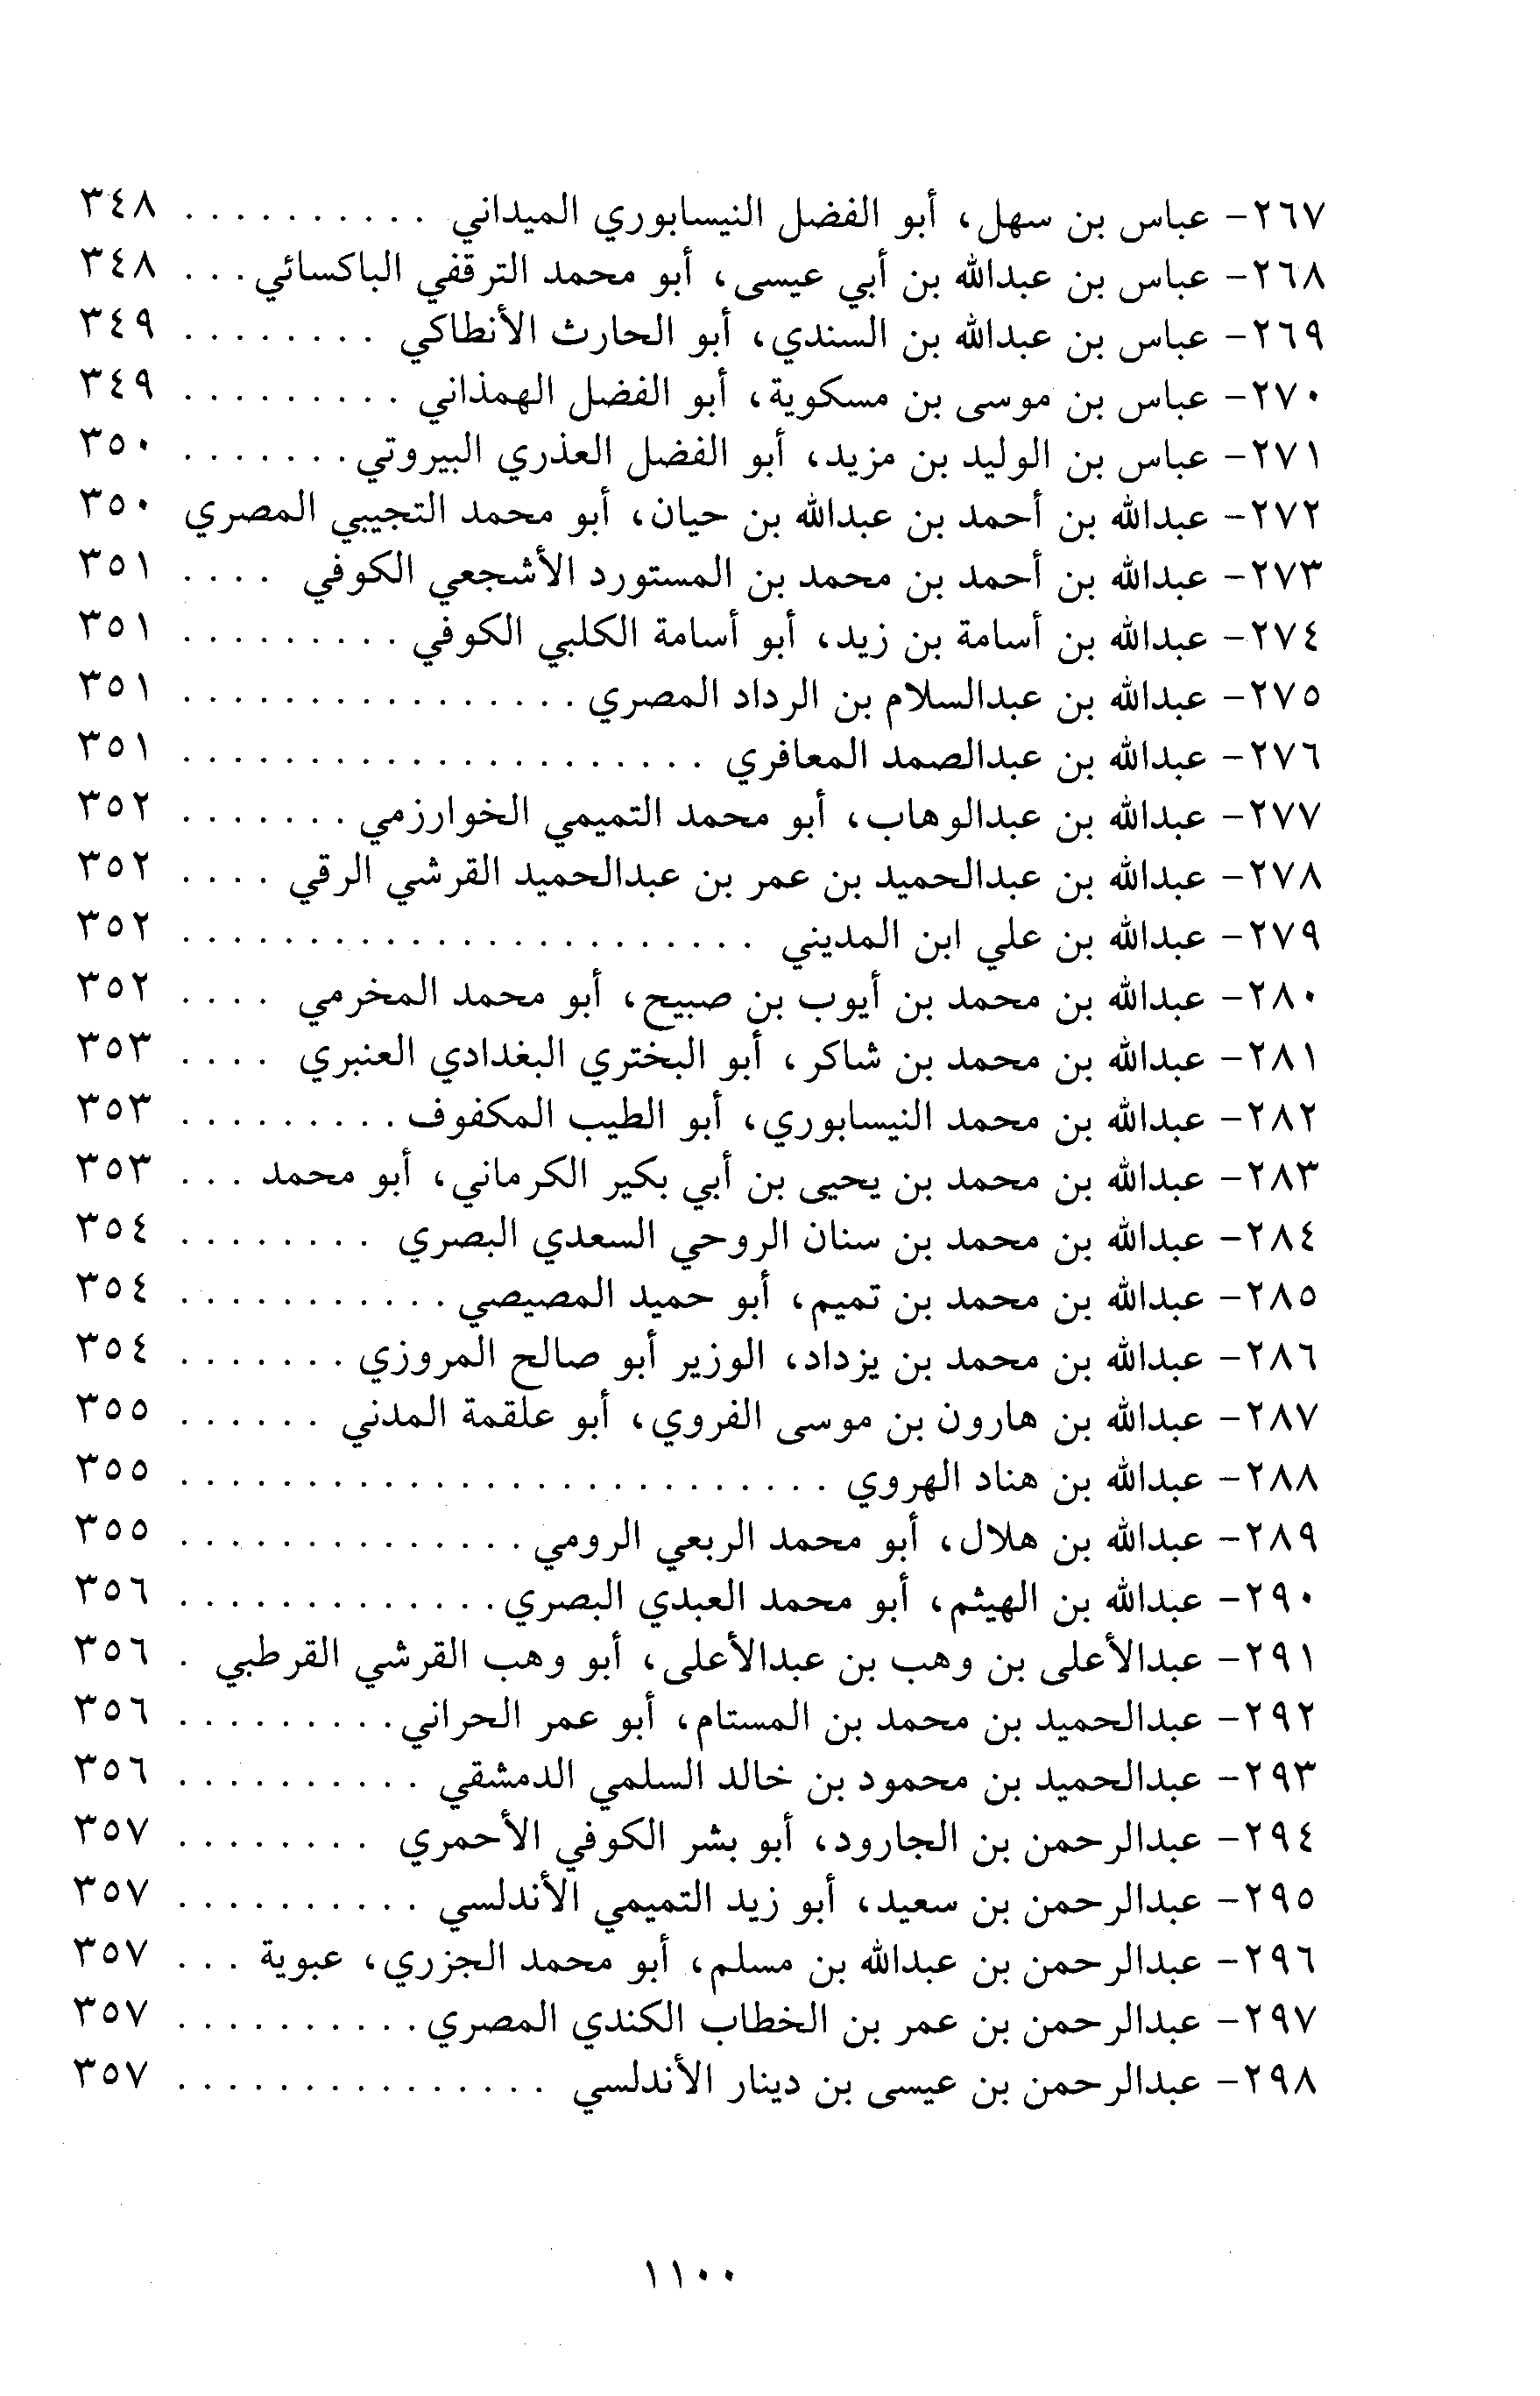 ٢٦٧- عباس بن سهل، أبو الفضل النيسابوري الميداني . . . . . . . . . . ٣٤٨
٢٦٨- عباس بن عبدالله بن أبي عيسى، أبو محمد الترقفي الباكسائي . . . ٣٤٨
٢٦٩- عباس بن عبدالله بن السندي، أبو الحارث الأنطاكي . . . . . . . . ٣٤٩
٢٧٠- عباس بن موسى بن مسكوية، أبو الفضل الهمذاني . . . . . . . . . ٣٤٩
٢٧١- عباس بن الوليد بن مزيد، أبو الفضل العذري البيروتي . . . . . . . ٣٥٠
٢٧٢- عبدالله بن أحمد بن عبدالله بن حيان، أبو محمد التجيبي المصري ٣٥٠
٢٧٣- عبدالله بن أحمد بن محمد بن المستورد الأشجعي الكوفي . . . . ٣٥١
٢٧٤- عبدالله بن أسامة بن زيد، أبو أسامة الكلبي الكوفي . . . . . . . . . ٣٥١
٢٧٥- عبدالله بن عبدالسلام بن الرداد المصري . . . . . . . . . . . . . . . . ٣٥١
٢٧٦- عبدالله بن عبدالصمد المعافري . . . . . . . . . . . . . . . . . . . . . ٣٥١
٢٧٧- عبدالله بن عبدالوهاب، أبو محمد التميمي الخوارزمي . . . . . . . ٣٥٢
٢٧٨- عبدالله بن عبدالحميد بن عمر بن عبدالحميد القرشي الرقي . . . . ٣٥٢
٢٧٩- عبدالله بن علي ابن المديني . . . . . . . . . . . . . . . . . . . . . . . ٣٥٢
٢٨٠- عبدالله بن محمد بن أيوب بن صبيح، أبو محمد المخرمي . . . . ٣٥٢
٢٨١- عبدالله بن محمد بن شاكر، أبو البختري البغدادي العنبري . . . . ٣٥٣
٢٨٢- عبدالله بن محمد النيسابوري، أبو الطيب المكفوف . . . . . . . . . ٣٥٣
٢٨٣- عبدالله بن محمد بن يحيى بن أبي بكير الكرماني، أبو محمد . . . ٣٥٣
٢٨٤- عبدالله بن محمد بن سنان الروحي السعدي البصري . . . . . . . . ٣٥٤
٢٨٥- عبدالله بن محمد بن تميم، أبو حميد المصيصي . . . . . . . . . . . ٣٥٤
٢٨٦- عبدالله بن محمد بن يزداد، الوزير أبو صالح المروزي . . . . . . . ٣٥٤
٢٨٧- عبدالله بن هارون بن موسى الفروي، أبو علقمة المدني . . . . . . ٣٥٥
٢٨٨- عبدالله بن هناد الهروي . . . . . . . . . . . . . . . . . . . . . . . . . . ٣٥٥
٢٨٩- عبدالله بن هلال، أبو محمد الربعي الرومي . . . . . . . . . . . . . . ٣٥٥
٢٩٠- عبدالله بن الهيثم، أبو محمد العبدي البصري . . . . . . . . . . . . . ٣٥٦
٢٩١- عبدالأعلى بن وهب بن عبدالأعلى، أبو وهب القرشي القرطبي . ٣٥٦
٢٩٢- عبدالحميد بن محمد بن المستام، أبو عمر الحراني . . . . . . . . . ٣٥٦
٢٩٣- عبدالحميد بن محمود بن خالد السلمي الدمشقي . . . . . . . . . . ٣٥٦
٢٩٤- عبدالرحمن بن الجارود، أبو بشر الكوفي الأحمري . . . . . . . . ٣٥٧
٢٩٥- عبدالرحمن بن سعيد، أبو زيد التميمي الأندلسي . . . . . . . . . . ٣٥٧
٢٩٦- عبدالرحمن بن عبدالله بن مسلم، أبو محمد الجزري، عبوية . . . ٣٥٧
٢٩٧- عبدالرحمن بن عمر بن الخطاب الكندي المصري . . . . . . . . . . ٣٥٧
٢٩٨- عبدالرحمن بن عيسى بن دينار الأندلسي . . . . . . . . . . . . . . . ٣٥٧
١١٠٠